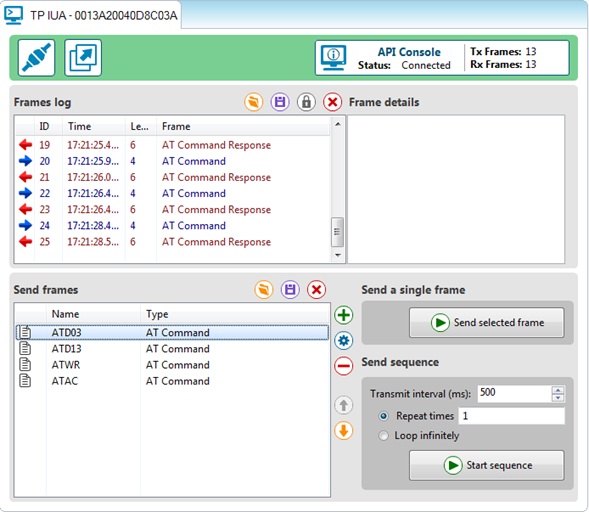 TP IUA - 0013A20040D8C03A
API Console
Status: Connected
Tx Frames: 13
Rx Frames: 13
Frames log
Frame details
ID Time Le... Frame
19 17:21:25.4... 6 AT Command Response
20 17:21:25.9... 4 AT Command
21 17:21:26.0... 6 AT Command Response
22 17:21:26.4... 4 AT Command
23 17:21:26.4... 6 AT Command Response
24 17:21:28.4... 4 AT Command
25 17:21:28.5... 6 AT Command Response
Send frames
Name Type
ATD03 AT Command
ATD13 AT Command
ATWR AT Command
ATAC AT Command
Send a single frame
Send selected frame
Send sequence
Transmit interval (ms): 500
Repeat times 1
Loop infinitely
Start sequence